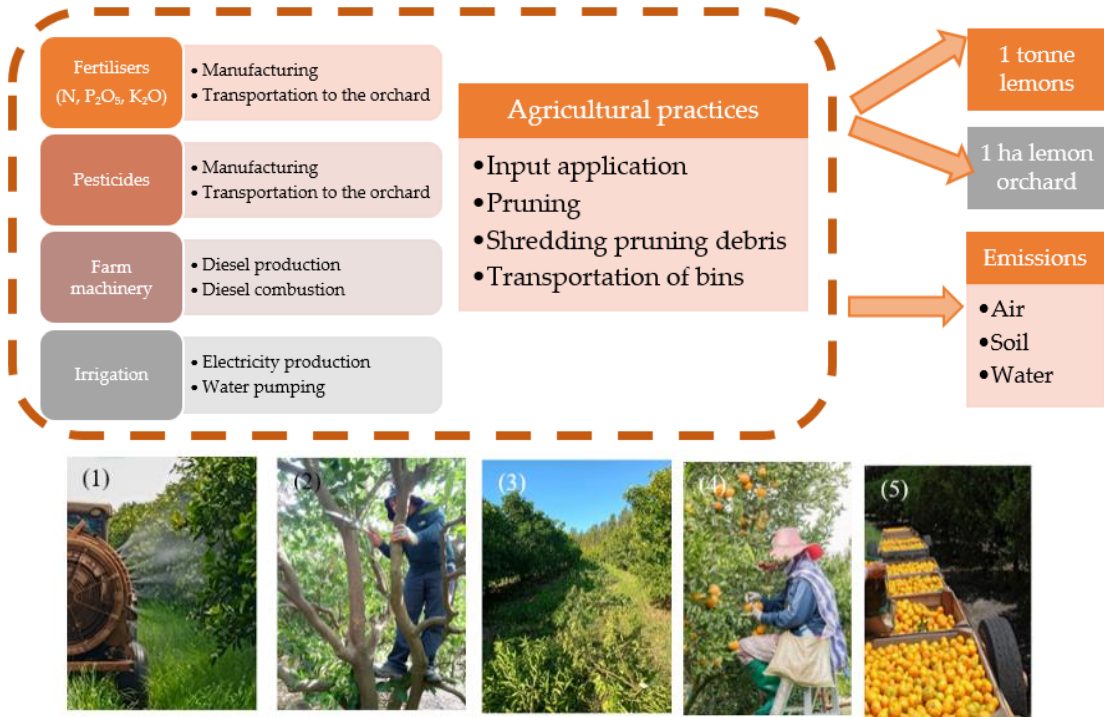 Fertilisers
(N, P₂O₅, K₂O)
• Manufacturing
• Transportation to the orchard
Pesticides
• Manufacturing
• Transportation to the orchard
Farm
machinery
• Diesel production
• Diesel combustion
Irrigation
• Electricity production
• Water pumping
Agricultural practices
•Input application
•Pruning
•Shredding pruning debris
•Transportation of bins
1 tonne
lemons
1 ha lemon
orchard
Emissions
•Air
•Soil
•Water
(1)
(2)
(3)
(4)
(5)